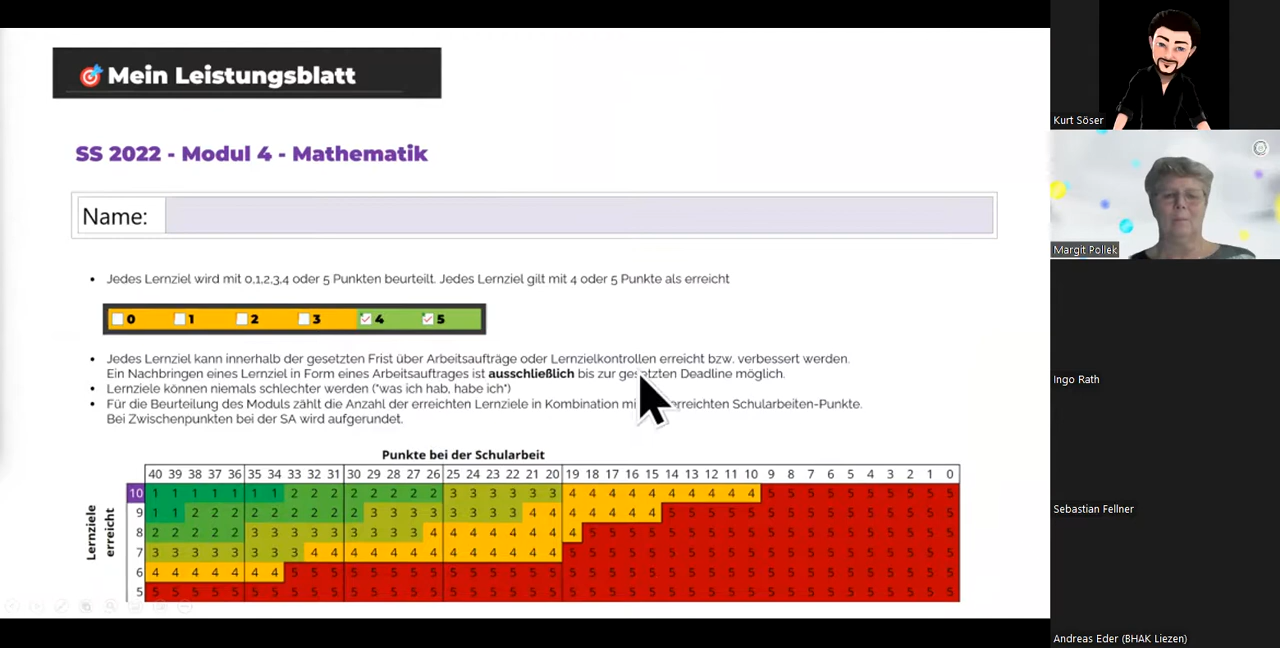 Mein Leistungsblatt
SS 2022 - Modul 4 - Mathematik
Name:
• Jedes Lernziel wird mit 0,1,2,3,4 oder 5 Punkten beurteilt. Jedes Lernziel gilt mit 4 oder 5 Punkte als erreicht
0 1 2 3 4 5
• Jedes Lernziel kann innerhalb der gesetzten Frist über Arbeitsaufträge oder Lernzielkontrollen erreicht bzw. verbessert werden.
Ein Nachbringen eines Lernziel in Form eines Arbeitsauftrages ist ausschließlich bis zur gesetzten Deadline möglich.
• Lernziele können niemals schlechter werden ("was ich hab, habe ich")
• Für die Beurteilung des Moduls zählt die Anzahl der erreichten Lernziele in Kombination erreichten Schularbeiten-Punkte.
Bei Zwischenpunkten bei der SA wird aufgerundet.
Punkte bei der Schularbeit
40 39 38 37 36 35 34 33 32 31 30 29 28 27 26 25 24 23 22 21 20 19 18 17 16 15 14 13 12 11 10 9 8 7 6 5 4 3 2 1 0
Lernziele
erreicht
10 1 1 1 1 1 1 1 2 2 2 2 2 2 2 2 3 3 3 3 3 3 4 4 4 4 4 4 4 4 4 4 5 5 5 5 5 5 5 5 5 5
9 1 1 2 2 2 2 2 2 2 2 2 3 3 3 3 3 3 3 3 4 4 4 4 4 4 4 5 5 5 5 5 5 5 5 5 5 5 5 5 5 5
8 2 2 2 2 2 3 3 3 3 3 3 3 3 3 4 4 4 4 4 4 4 4 5 5 5 5 5 5 5 5 5 5 5 5 5 5 5 5 5 5 5
7 3 3 3 3 3 3 3 3 4 4 4 4 4 4 4 4 4 4 4 4 4 5 5 5 5 5 5 5 5 5 5 5 5 5 5 5 5 5 5 5 5
6 4 4 4 4 4 4 4 5 5 5 5 5 5 5 5 5 5 5 5 5 5 5 5 5 5 5 5 5 5 5 5 5 5 5 5 5 5 5 5 5 5
5 5 5 5 5 5 5 5 5 5 5 5 5 5 5 5 5 5 5 5 5 5 5 5 5 5 5 5 5 5 5 5 5 5 5 5 5 5 5 5 5 5
Kurt Söser
Margit Pollek
Ingo Rath
Sebastian Fellner
Andreas Eder (BHAK Liezen)